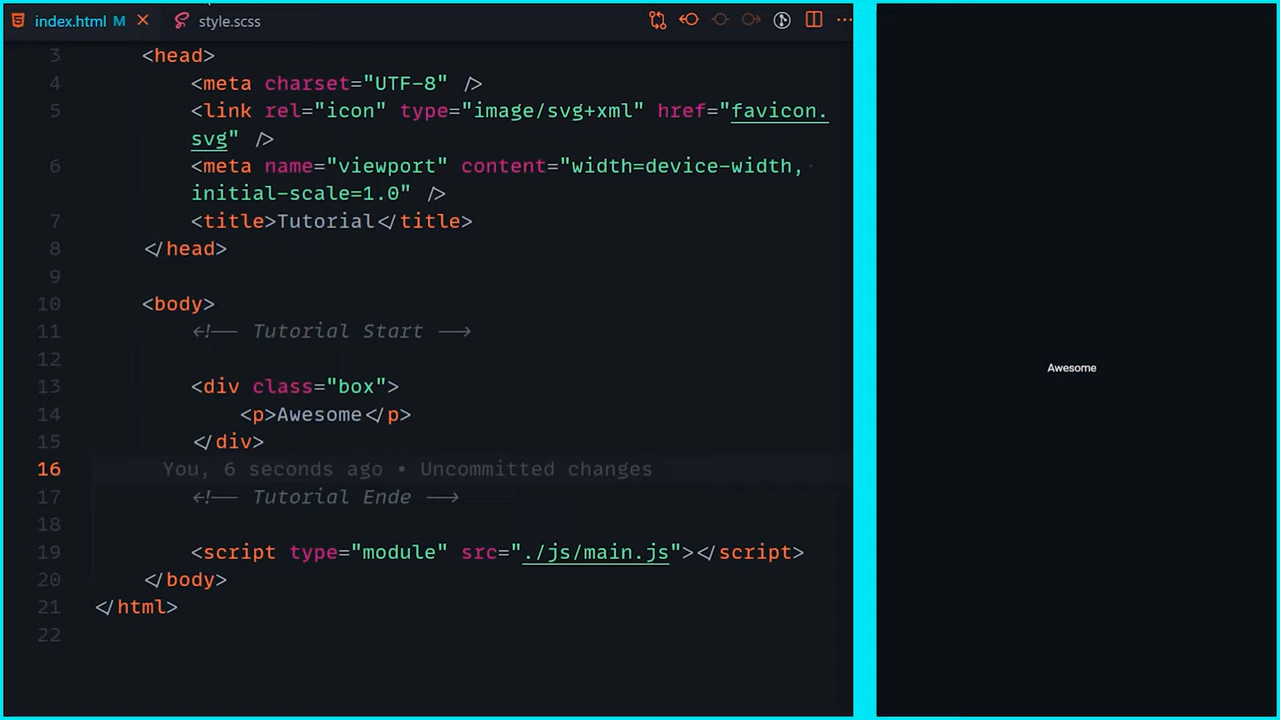 index.html M × style.scss
3 <head>
4 <meta charset="UTF-8" />
5 <link rel="icon" type="image/svg+xml" href="favicon.
svg" />
6 <meta name="viewport" content="width=device-width,
initial-scale=1.0" />
7 <title>Tutorial</title>
8 </head>
9
10 <body>
11 <!-- Tutorial Start -->
12
13 <div class="box">
14 <p>Awesome</p>
15 </div>
16 You, 6 seconds ago • Uncommitted changes
17 <!-- Tutorial Ende -->
18
19 <script type="module" src="./js/main.js"></script>
20 </body>
21 </html>
22
Awesome